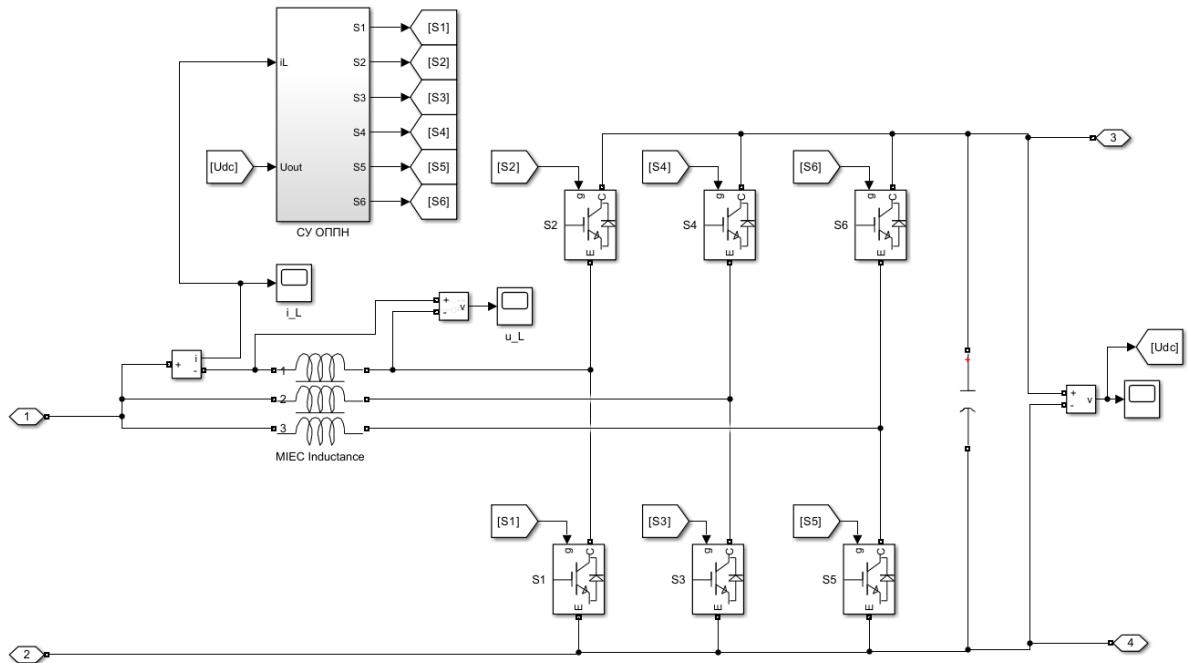 S1
[S1]
iL
S2
[S2]
S3
[S3]
S4
[S4]
[Udc]
Uout
S5
[S5]
S6
[S6]
СУ ОППН
3
[S2]
[S4]
[S6]
g
C
S2
E
g
C
S4
E
g
C
S6
E
i_L
+
-
v
u_L
+
i
-
1
2
3
1
MIEC Inductance
+
[Udc]
+
-
v
[S1]
[S3]
[S5]
g
C
S1
E
g
C
S3
E
g
C
S5
E
2
4